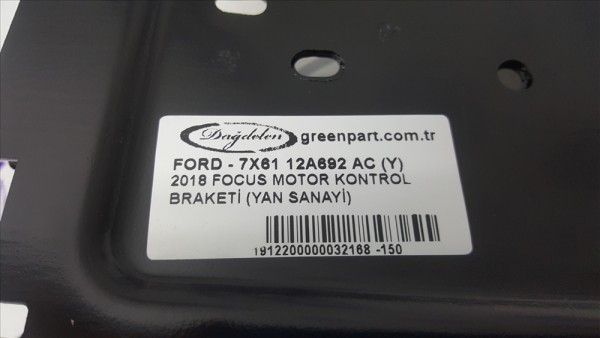 Dağdelen greenpart.com.tr
FORD - 7X61 12A692 AC (Y)
2018 FOCUS MOTOR KONTROL
BRAKETİ (YAN SANAYİ)
1912200000032168 -150